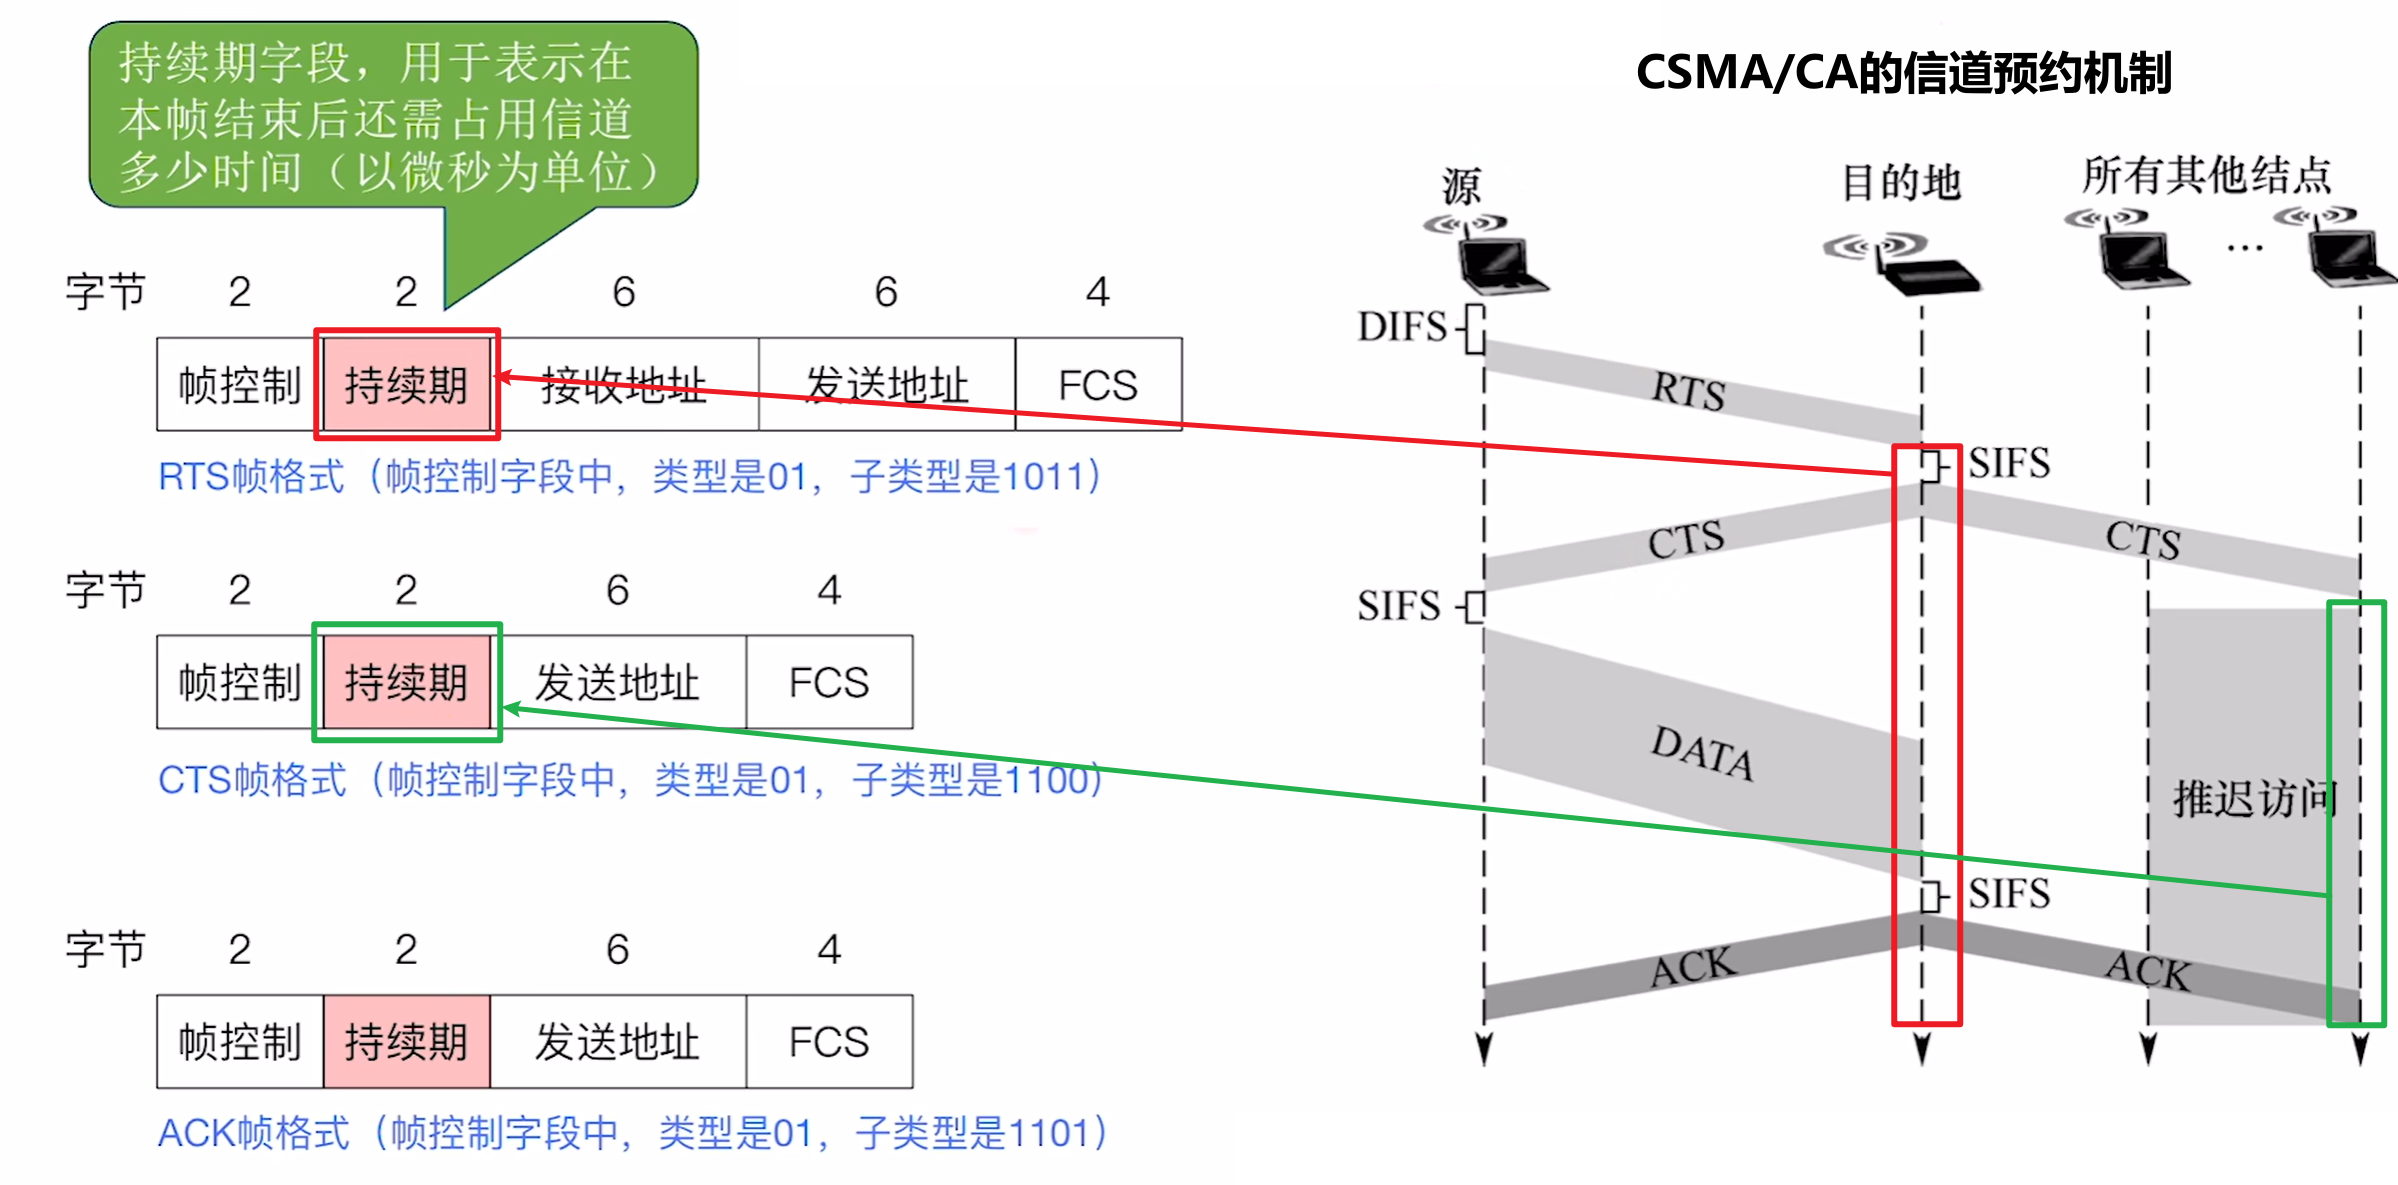 持续期字段，用于表示在
本帧结束后还需占用信道
多少时间（以微秒为单位）
字节 2 2 6 6 4
帧控制 持续期 接收地址 发送地址 FCS
RTS帧格式（帧控制字段中，类型是01，子类型是1011）
字节 2 2 6 4
帧控制 持续期 发送地址 FCS
CTS帧格式（帧控制字段中，类型是01，子类型是1100）
字节 2 2 6 4
帧控制 持续期 发送地址 FCS
ACK帧格式（帧控制字段中，类型是01，子类型是1101）
CSMA/CA的信道预约机制
源 目的地 所有其他结点
...
DIFS
RTS
SIFS
CTS CTS
SIFS
DATA
推迟访问
SIFS
ACK ACK